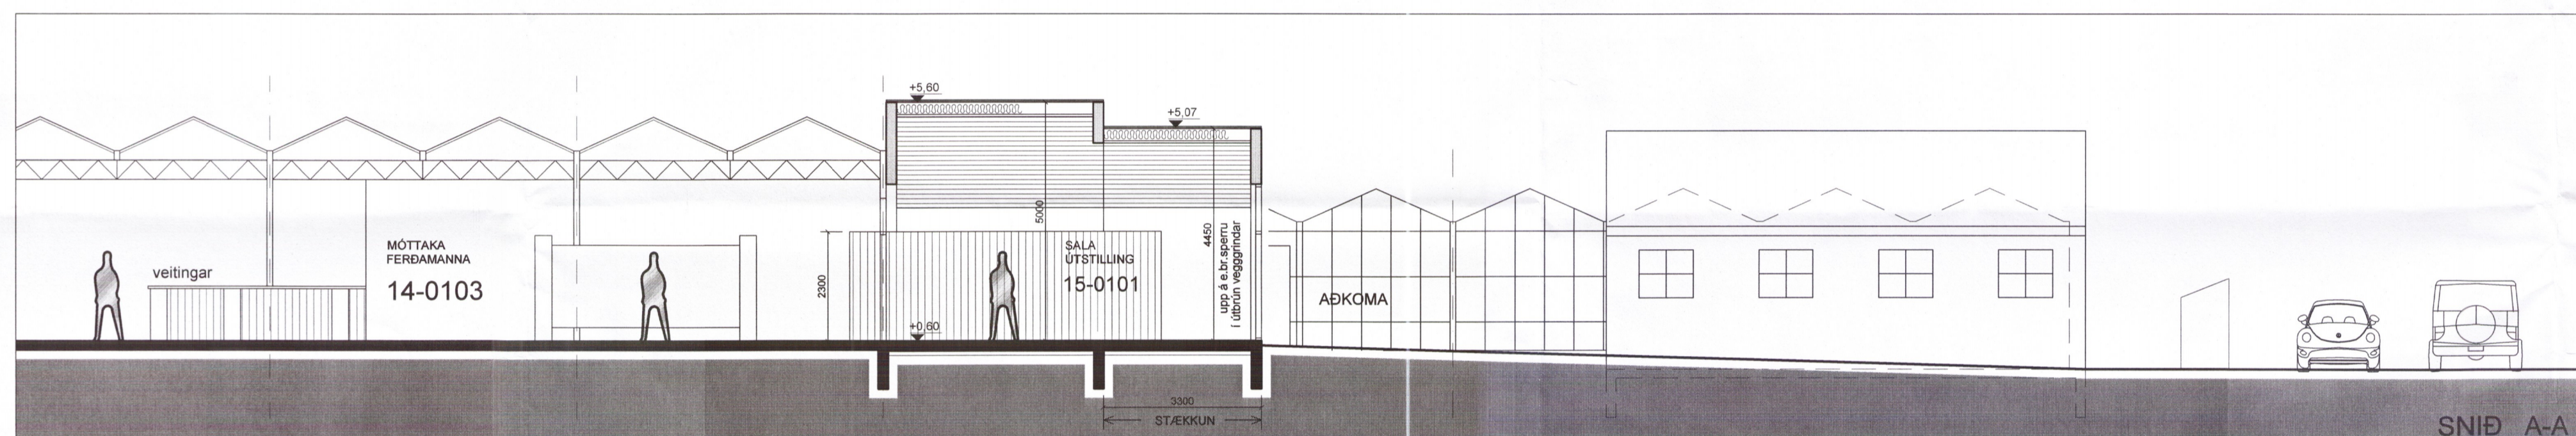 +5,60
+5,07
MÓTTAKA
FERÐAMANNA
14-0103
veitingar
2300
5000
SALA
ÚTSTILLING
15-0101
4450
upp á e.br.sperru
í útbrún vegggrindar
+0,60
AÐKOMA
3300
STÆKKUN
SNIÐ A-A